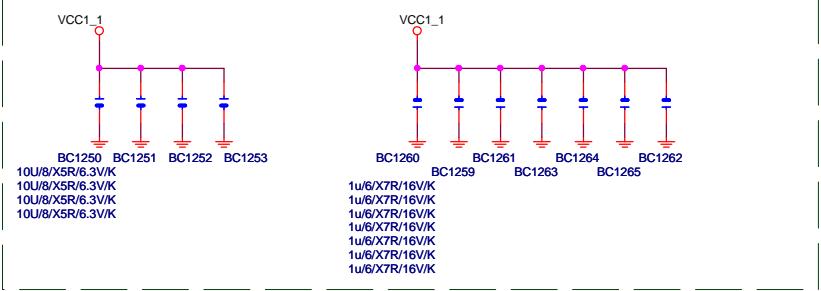 VCC1_1
VCC1_1
BC1250 BC1251 BC1252 BC1253
10U/8/X5R/6.3V/K
10U/8/X5R/6.3V/K
10U/8/X5R/6.3V/K
10U/8/X5R/6.3V/K
BC1260 BC1261 BC1264 BC1262
BC1259 BC1263 BC1265
1u/6/X7R/16V/K
1u/6/X7R/16V/K
1u/6/X7R/16V/K
1u/6/X7R/16V/K
1u/6/X7R/16V/K
1u/6/X7R/16V/K
1u/6/X7R/16V/K